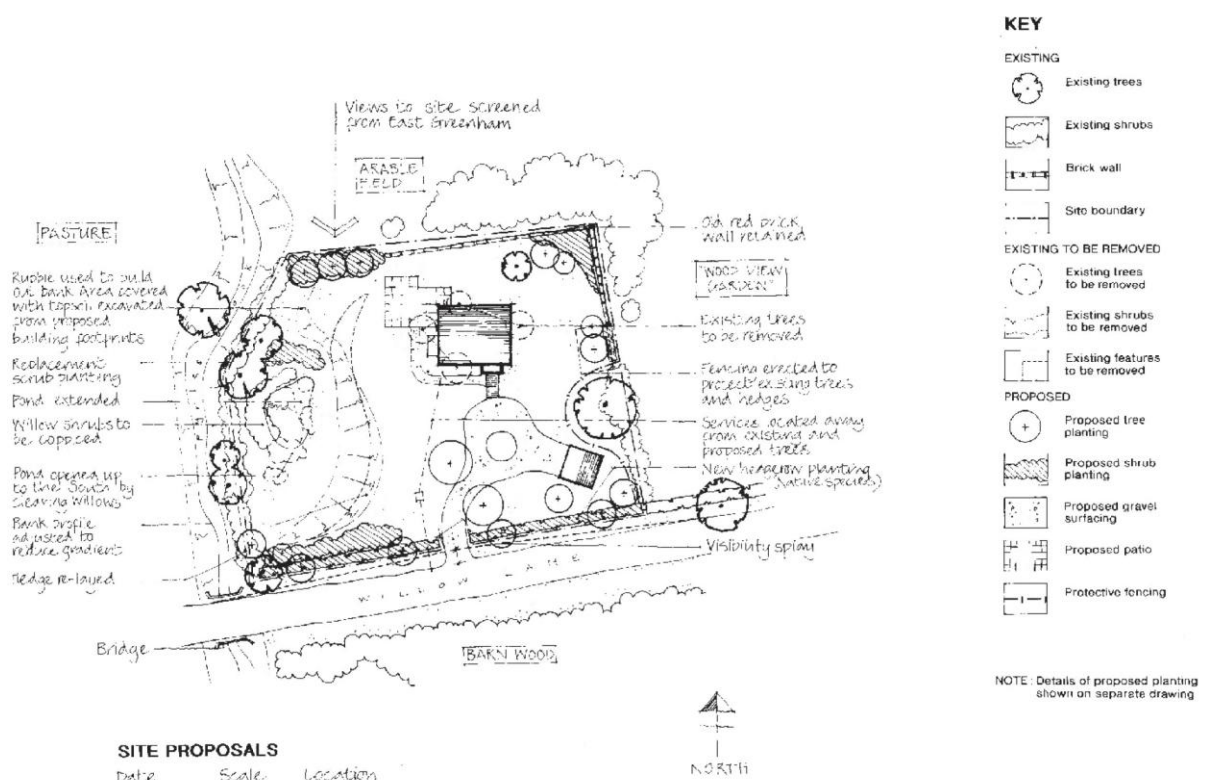 Views to site screened
from East Greenham
ARABLE
FIELD
PASTURE
Rubble used to build
out bank. Area covered
with topsoil excavated
from proposed
building footprints
Replacement
scrub planting
Pond extended
Willow shrubs to
be coppiced
Pond opened up
to link South by
clearing willows
Bank profile
adjusted to
reduce gradient
Hedge re-layed
Bridge
Old red brick
wall retained
"WOOD VIEW
GARDEN"
Existing trees
to be removed
Fencing erected to
protect existing trees
and hedges
Services located away
from existing and
proposed trees
New hedgerow planting
(Native species)
Visibility splay
Pond
WILLOW LANE
BARN WOOD
NORTH
SITE PROPOSALS
Date Scale Location
KEY
EXISTING
Existing trees
Existing shrubs
Brick wall
Site boundary
EXISTING TO BE REMOVED
Existing trees
to be removed
Existing shrubs
to be removed
Existing features
to be removed
PROPOSED
Proposed tree
planting
Proposed shrub
planting
Proposed gravel
surfacing
Proposed patio
Protective fencing
NOTE : Details of proposed planting
shown on separate drawing